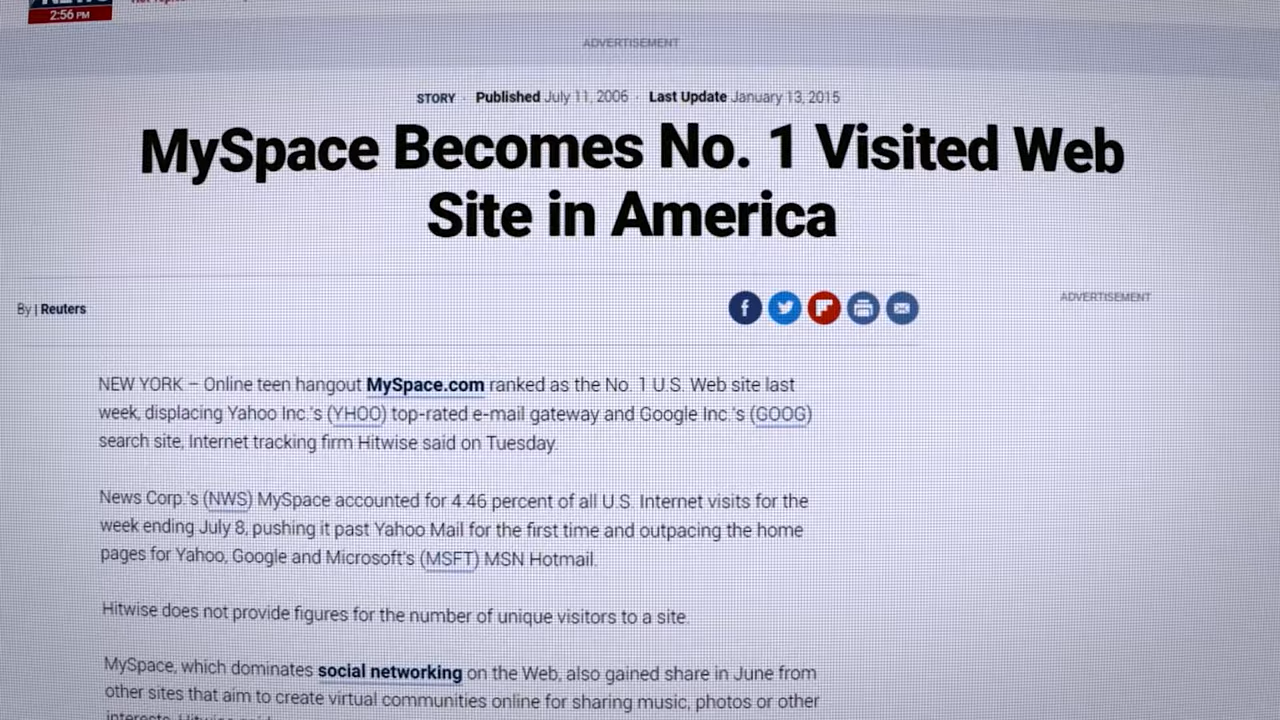 2:56 PM
ADVERTISEMENT
STORY · Published July 11, 2006 · Last Update January 13, 2015
MySpace Becomes No. 1 Visited Web
Site in America
By | Reuters
ADVERTISEMENT
NEW YORK – Online teen hangout MySpace.com ranked as the No. 1 U.S. Web site last
week, displacing Yahoo Inc.'s (YHOO) top-rated e-mail gateway and Google Inc.'s (GOOG)
search site, Internet tracking firm Hitwise said on Tuesday.
News Corp.'s (NWS) MySpace accounted for 4.46 percent of all U.S. Internet visits for the
week ending July 8, pushing it past Yahoo Mail for the first time and outpacing the home
pages for Yahoo, Google and Microsoft's (MSFT) MSN Hotmail.
Hitwise does not provide figures for the number of unique visitors to a site.
MySpace, which dominates social networking on the Web, also gained share in June from
other sites that aim to create virtual communities online for sharing music, photos or other